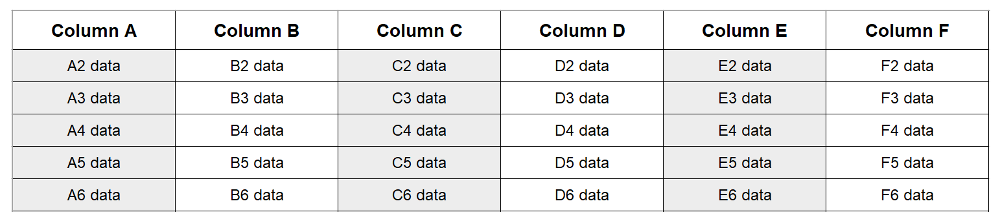 Column A Column B Column C Column D Column E Column F
A2 data B2 data C2 data D2 data E2 data F2 data
A3 data B3 data C3 data D3 data E3 data F3 data
A4 data B4 data C4 data D4 data E4 data F4 data
A5 data B5 data C5 data D5 data E5 data F5 data
A6 data B6 data C6 data D6 data E6 data F6 data